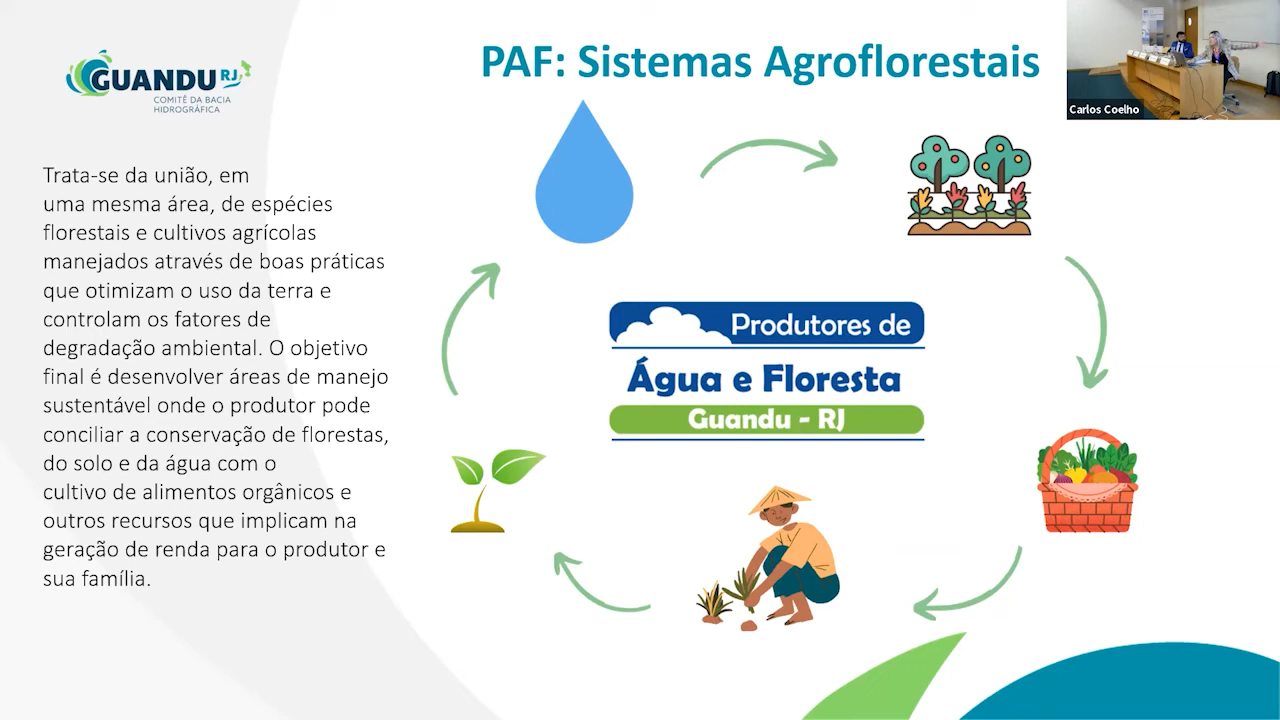 PAF: Sistemas Agroflorestais
GUANDU RJ
COMITÊ DA BACIA
HIDROGRÁFICA
Carlos Coelho
Trata-se da união, em
uma mesma área, de espécies
florestais e cultivos agrícolas
manejados através de boas práticas
que otimizam o uso da terra e
controlam os fatores de
degradação ambiental. O objetivo
final é desenvolver áreas de manejo
sustentável onde o produtor pode
conciliar a conservação de florestas,
do solo e da água com o
cultivo de alimentos orgânicos e
outros recursos que implicam na
geração de renda para o produtor e
sua família.
Produtores de
Água e Floresta
Guandu - RJ